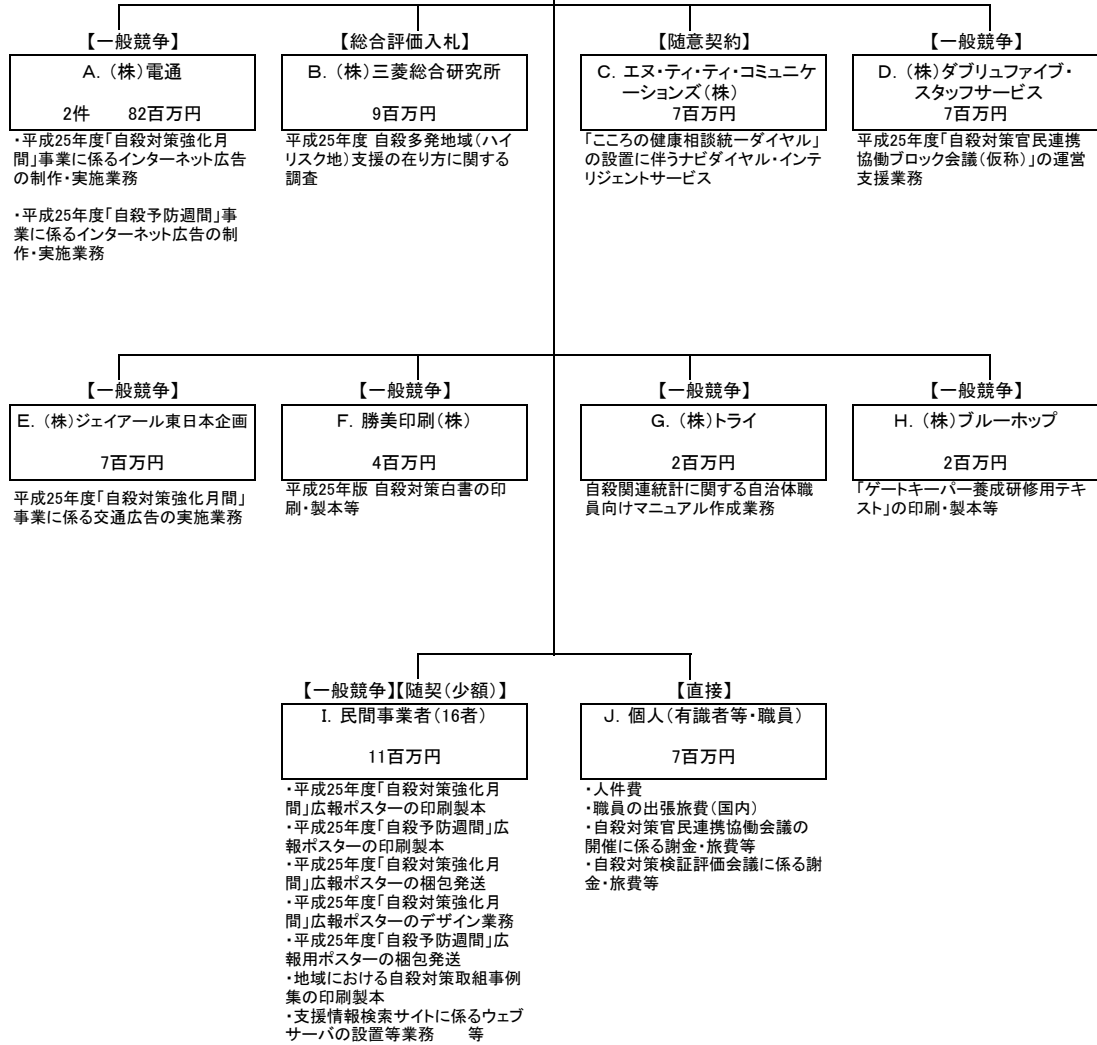 【一般競争】
A. (株)電通
2件　82百万円
・平成25年度「自殺対策強化月
間」事業に係るインターネット広告
の制作・実施業務
・平成25年度「自殺予防週間」事
業に係るインターネット広告の制
作・実施業務
【総合評価入札】
B. (株)三菱総合研究所
9百万円
平成25年度 自殺多発地域(ハイ
リスク地)支援の在り方に関する
調査
【随意契約】
C. エヌ・ティ・ティ・コミュニケ
ーションズ(株)
7百万円
「こころの健康相談統一ダイヤル」
の設置に伴うナビダイヤル・インテ
リジェントサービス
【一般競争】
D. (株)ダブリュファイブ・
スタッフサービス
7百万円
平成25年度「自殺対策官民連携
協働ブロック会議(仮称)」の運営
支援業務
【一般競争】
E. (株)ジェイアール東日本企画
7百万円
平成25年度「自殺対策強化月間」
事業に係る交通広告の実施業務
【一般競争】
F. 勝美印刷(株)
4百万円
平成25年版 自殺対策白書の印
刷・製本等
【一般競争】
G. (株)トライ
2百万円
自殺関連統計に関する自治体職
員向けマニュアル作成業務
【一般競争】
H. (株)ブルーホップ
2百万円
「ゲートキーパー養成研修用テキ
スト」の印刷・製本等
【一般競争】【随契(少額)】
I. 民間事業者(16者)
11百万円
・平成25年度「自殺対策強化月
間」広報ポスターの印刷製本
・平成25年度「自殺予防週間」広
報ポスターの印刷製本
・平成25年度「自殺対策強化月
間」広報ポスターの梱包発送
・平成25年度「自殺対策強化月
間」広報ポスターのデザイン業務
・平成25年度「自殺予防週間」広
報用ポスターの梱包発送
・地域における自殺対策取組事例
集の印刷製本
・支援情報検索サイトに係るウェブ
サーバの設置等業務　等
【直接】
J. 個人(有識者等・職員)
7百万円
・人件費
・職員の出張旅費(国内)
・自殺対策官民連携協働会議の
開催に係る謝金・旅費等
・自殺対策検証評価会議に係る謝
金・旅費等